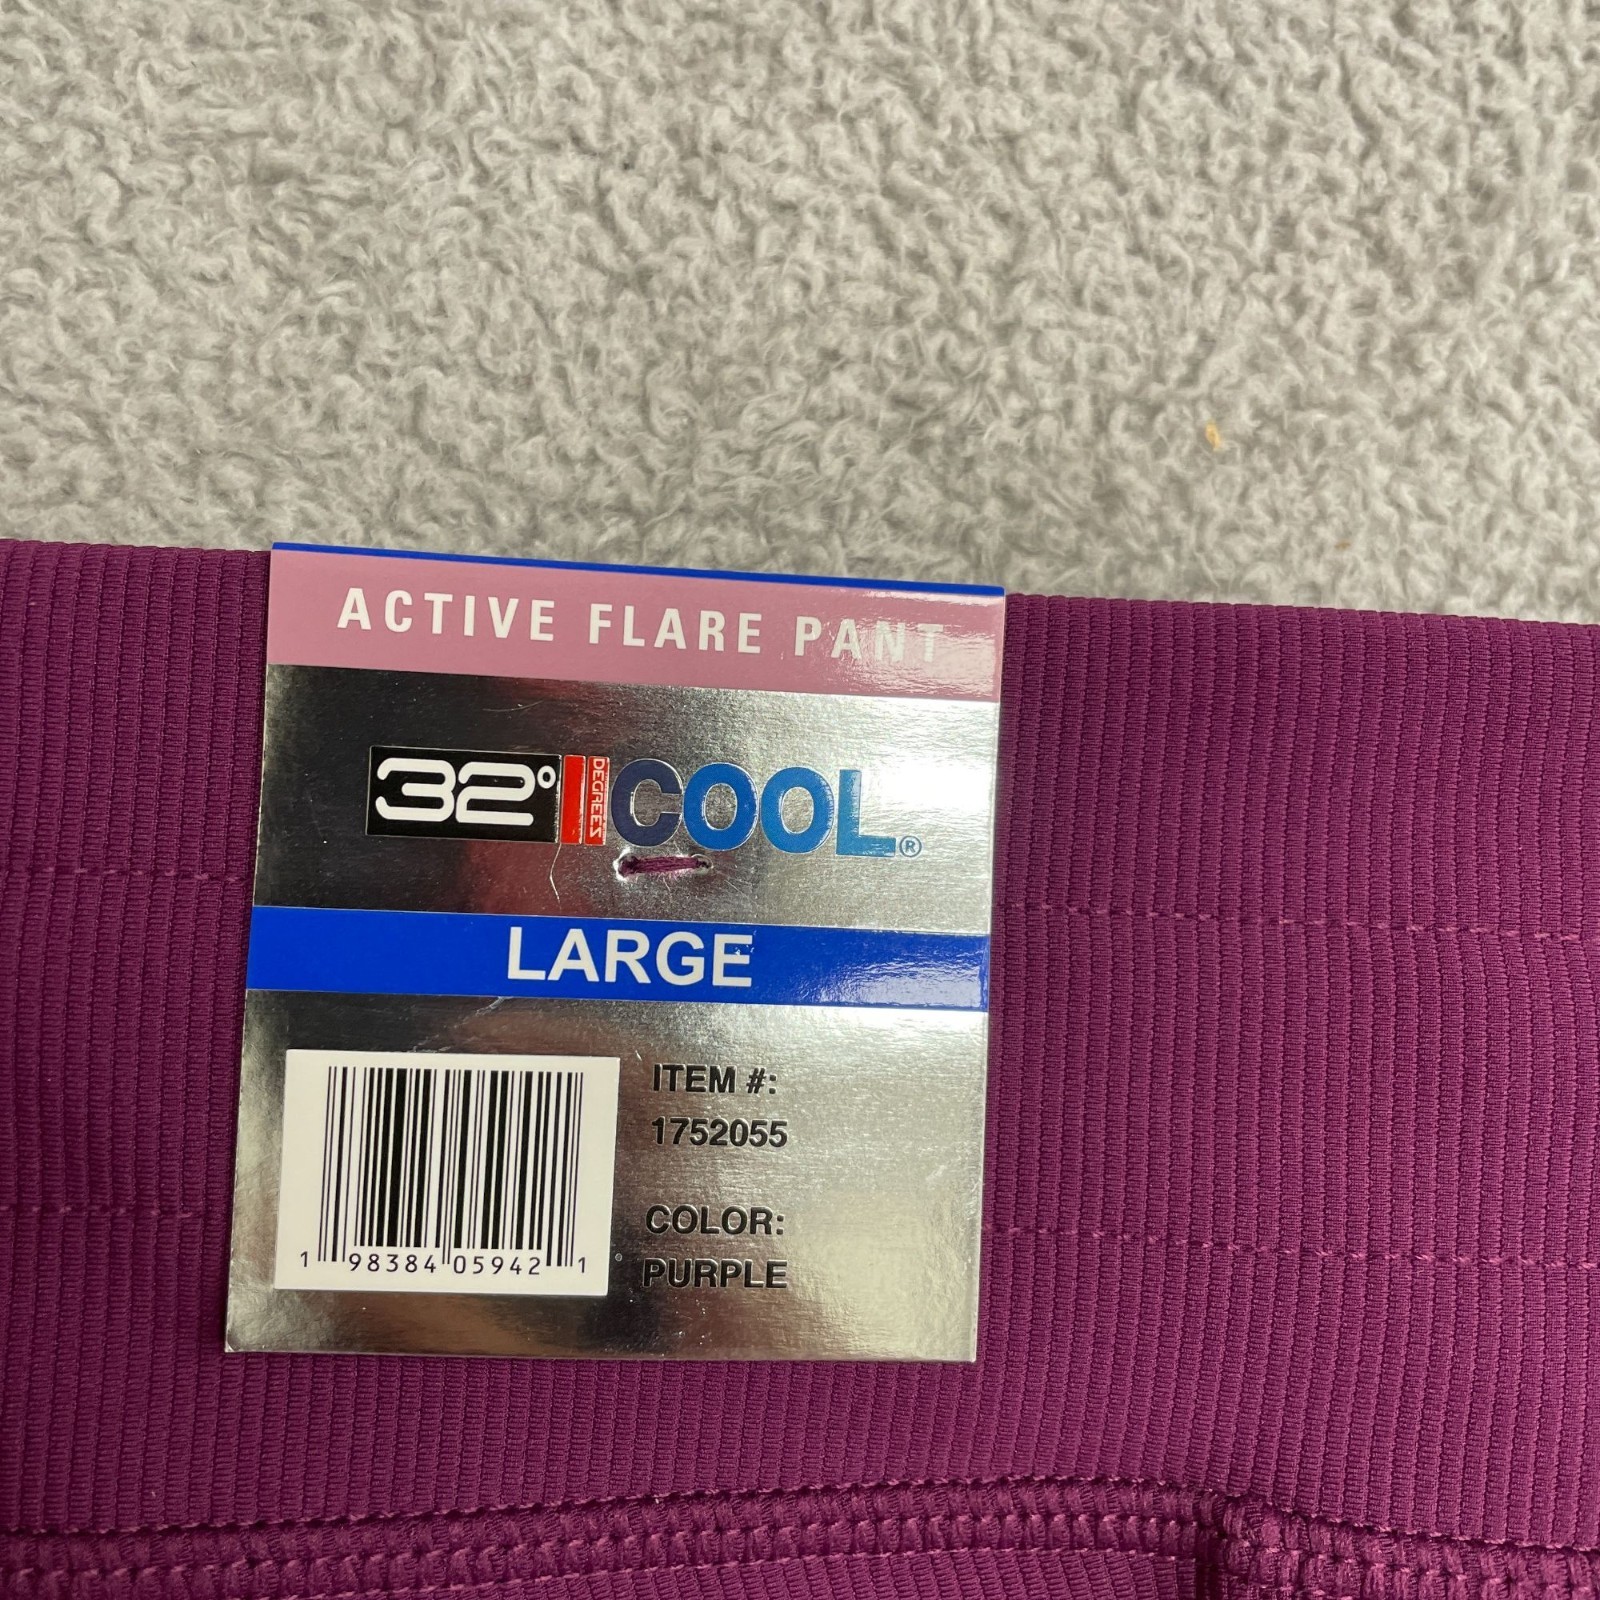 ACTIVE FLARE PANT
32° DEGREES COOL®
LARGE
ITEM #:
1752055
COLOR:
PURPLE
1 98384 05942 1